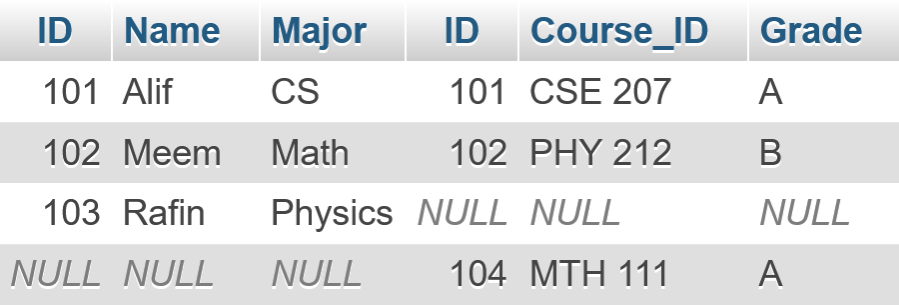 ID Name Major ID Course_ID Grade
101 Alif CS 101 CSE 207 A
102 Meem Math 102 PHY 212 B
103 Rafin Physics NULL NULL NULL
NULL NULL NULL 104 MTH 111 A